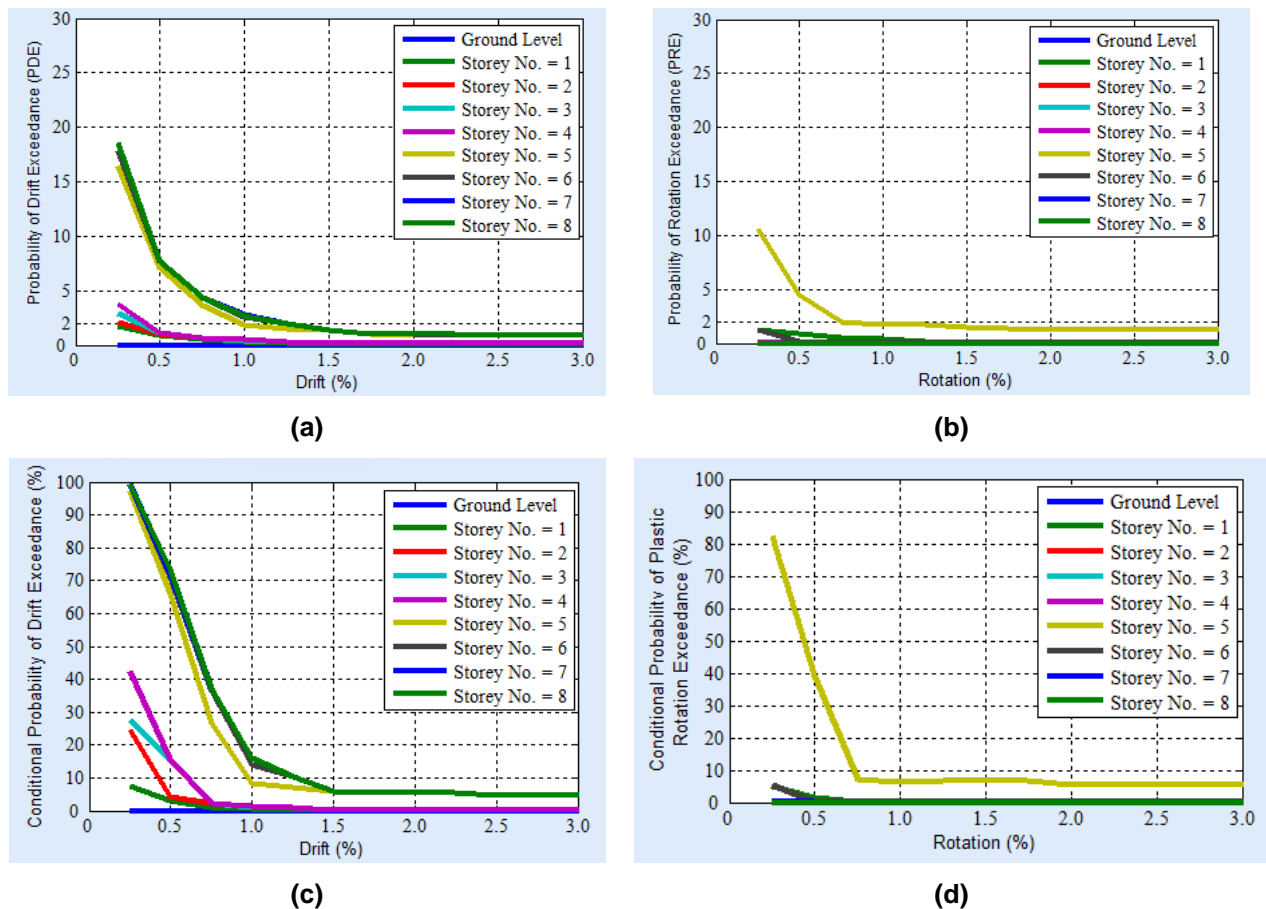 Probability of Drift Exceedance (PDE)
30
25
20
15
10
5
2
0
0
0.5
1.0
1.5
2.0
2.5
3.0
Drift (%)
Ground Level
Storey No. = 1
Storey No. = 2
Storey No. = 3
Storey No. = 4
Storey No. = 5
Storey No. = 6
Storey No. = 7
Storey No. = 8
(a)
Probability of Rotation Exceedance (PRE)
30
25
20
15
10
5
2
0
0
0.5
1.0
1.5
2.0
2.5
3.0
Rotation (%)
Ground Level
Storey No. = 1
Storey No. = 2
Storey No. = 3
Storey No. = 4
Storey No. = 5
Storey No. = 6
Storey No. = 7
Storey No. = 8
(b)
Conditional Probability of Drift Exceedance (%)
100
90
80
70
60
50
40
30
20
10
0
0
0.5
1.0
1.5
2.0
2.5
3.0
Drift (%)
Ground Level
Storey No. = 1
Storey No. = 2
Storey No. = 3
Storey No. = 4
Storey No. = 5
Storey No. = 6
Storey No. = 7
Storey No. = 8
(c)
Conditional Probability of Plastic
Rotation Exceedance (%)
100
90
80
70
60
50
40
30
20
10
0
0
0.5
1.0
1.5
2.0
2.5
3.0
Rotation (%)
Ground Level
Storey No. = 1
Storey No. = 2
Storey No. = 3
Storey No. = 4
Storey No. = 5
Storey No. = 6
Storey No. = 7
Storey No. = 8
(d)